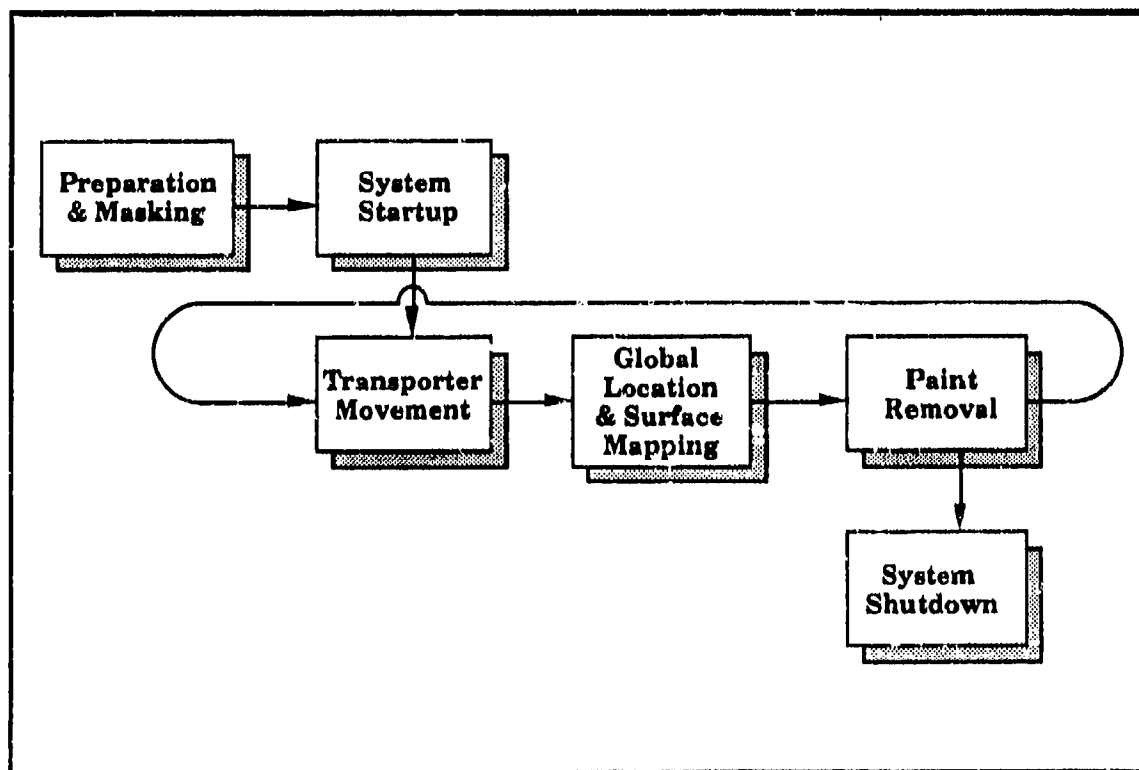 Preparation
& Masking
System
Startup
Transporter
Movement
Global
Location
& Surface
Mapping
Paint
Removal
System
Shutdown